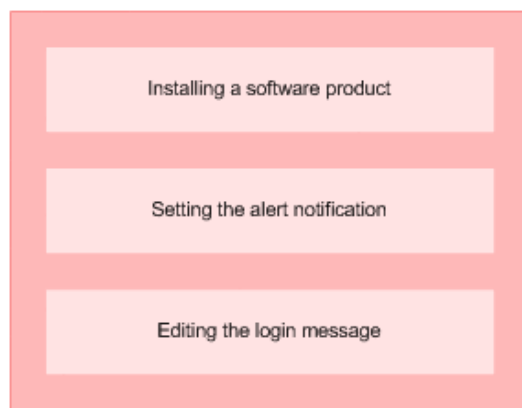 Installing a software product
Setting the alert notification
Editing the login message